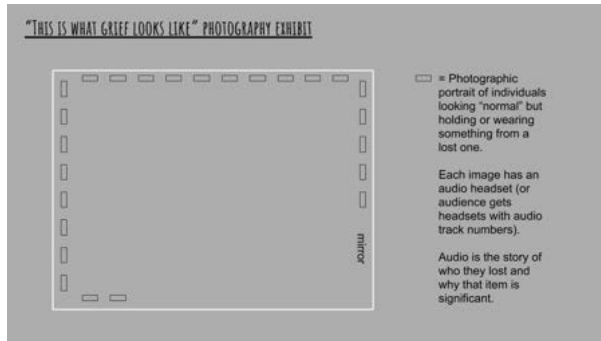 "THIS IS WHAT GRIEF LOOKS LIKE" PHOTOGRAPHY EXHIBIT
= Photographic
portrait of individuals
looking "normal" but
holding or wearing
something from a
lost one.
Each image has an
audio headset (or
audience gets
headsets with audio
track numbers).
Audio is the story of
who they lost and
why that item is
significant.
mirror